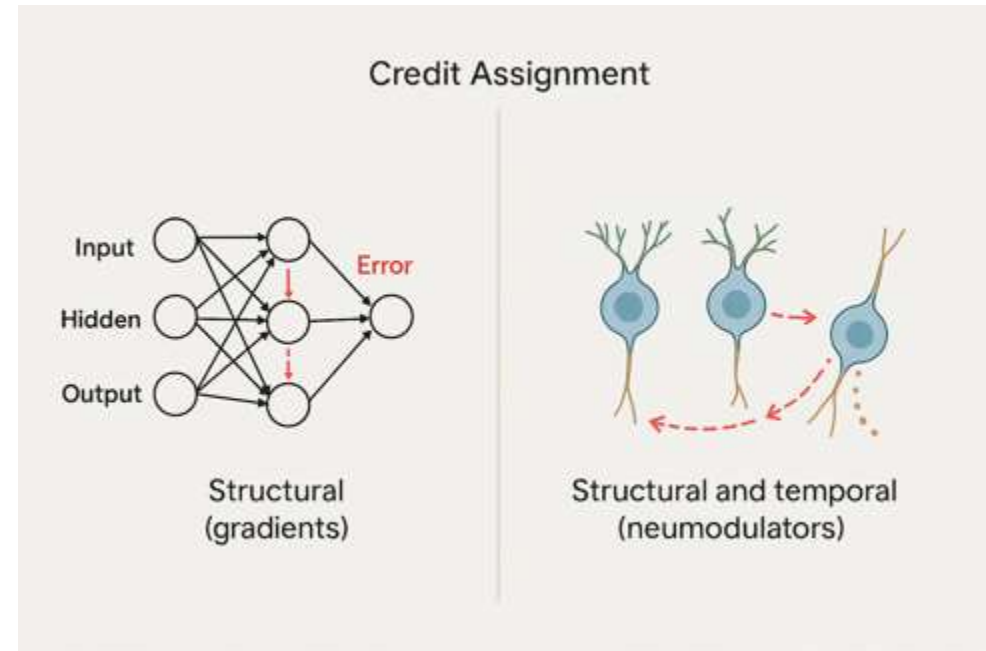 Credit Assignment
Input
Hidden
Output
Error
Structural
(gradients)
Structural and temporal
(neumodulators)